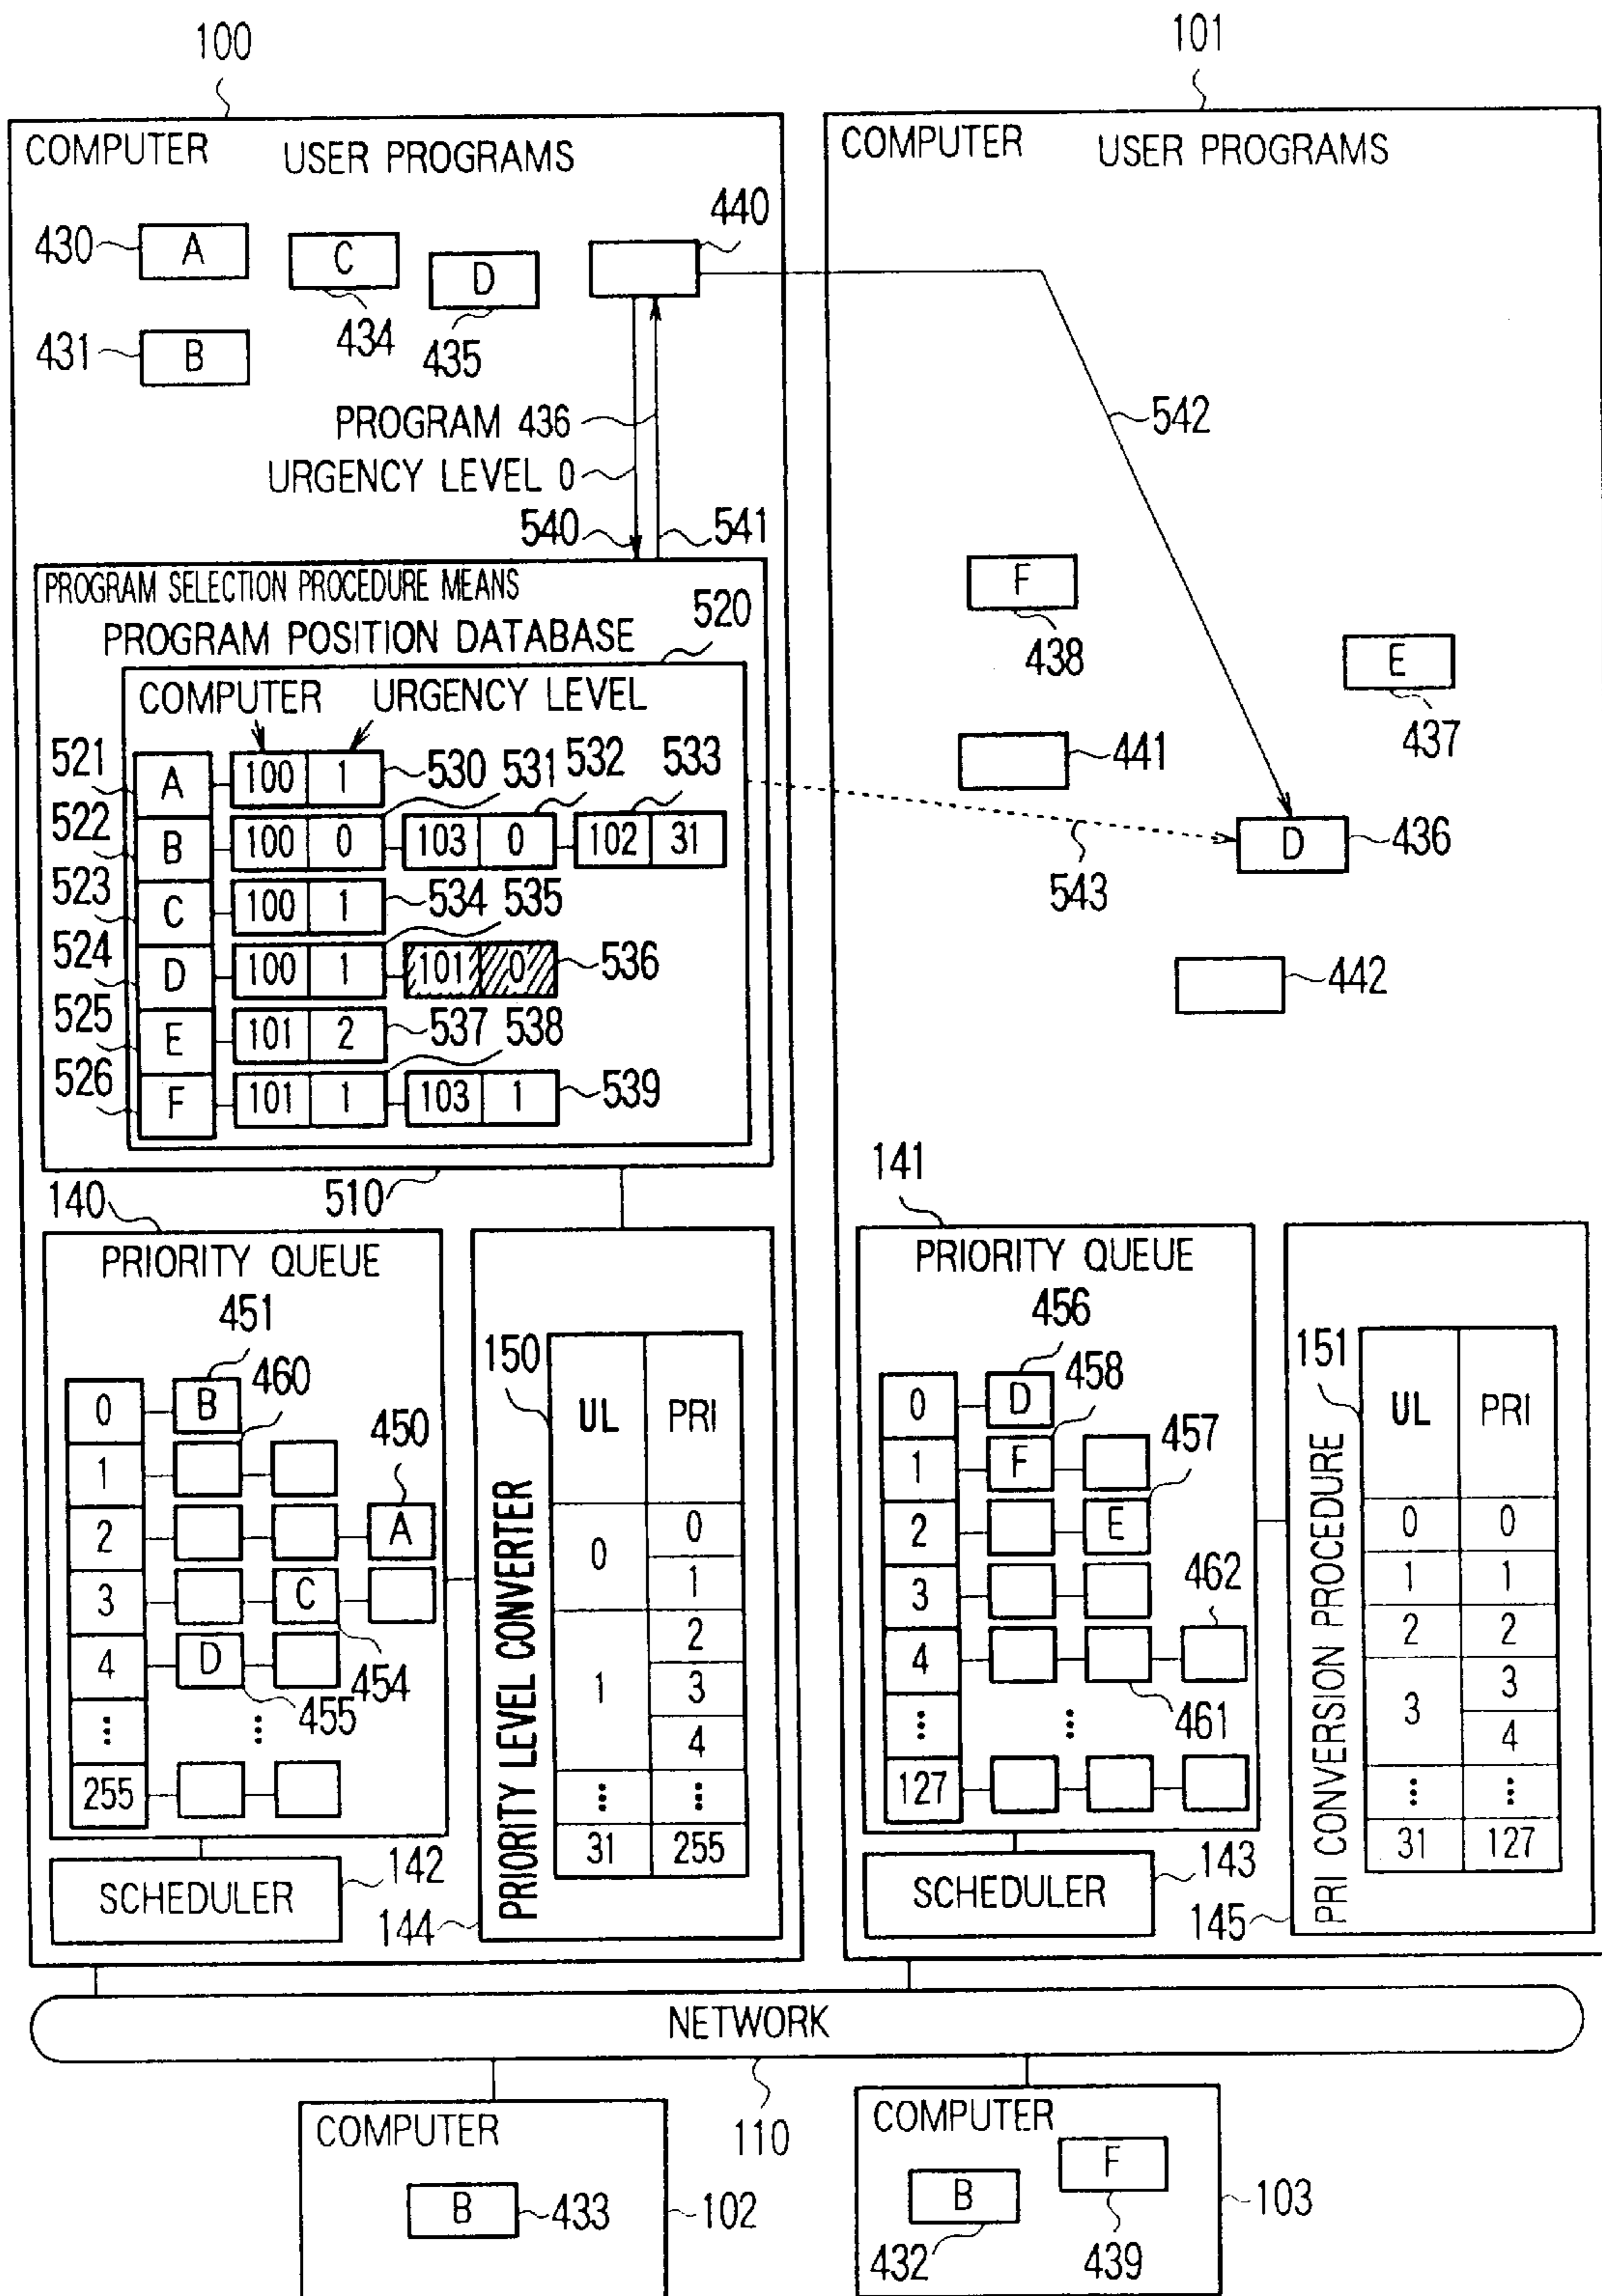 100
101
COMPUTER USER PROGRAMS
430 A
C
434
D
435
440
431 B
PROGRAM 436
URGENCY LEVEL 0
540 541
PROGRAM SELECTION PROCEDURE MEANS
PROGRAM POSITION DATABASE 520
COMPUTER URGENCY LEVEL
521 A 100 1 530
522 B 100 0 531 103 0 532 102 31 533
523 C 100 1 534
524 D 100 1 535 101 0 536
525 E 101 2 537
526 F 101 1 538 103 1 539
510
COMPUTER USER PROGRAMS
542
F
438
E
437
441
D 436
543
442
140
PRIORITY QUEUE
451
460
450
0 B
1
2 A
3 C
4 D
454
455
...
...
255
SCHEDULER 142
144
PRIORITY LEVEL CONVERTER
150
UL PRI
0 0
1
1 2
3
4
... ...
31 255
141
PRIORITY QUEUE
456
458
457
0 D
1 F
2 E
3
462
4
461
...
...
127
SCHEDULER 143
145
PRI CONVERSION PROCEDURE
151
UL PRI
0 0
1 1
2 2
3 3
4
... ...
31 127
NETWORK
110
COMPUTER
B 433
102
COMPUTER
B
432
F
439
103